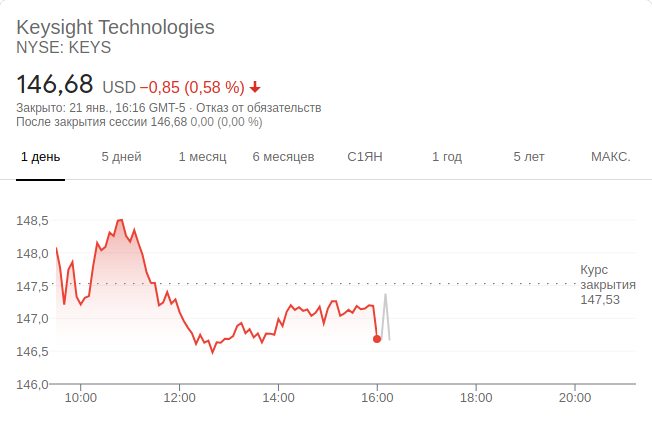 Keysight Technologies
NYSE: KEYS
146,68 USD −0,85 (0,58 %)
Закрыто: 21 янв., 16:16 GMT-5 · Отказ от обязательств
После закрытия сессии 146,68 0,00 (0,00 %)
1 день 5 дней 1 месяц 6 месяцев С1ЯН 1 год 5 лет МАКС.
148,5
148,0
Курс
закрытия
147,53
147,5
147,0
146,5
146,0
10:00 12:00 14:00 16:00 18:00 20:00